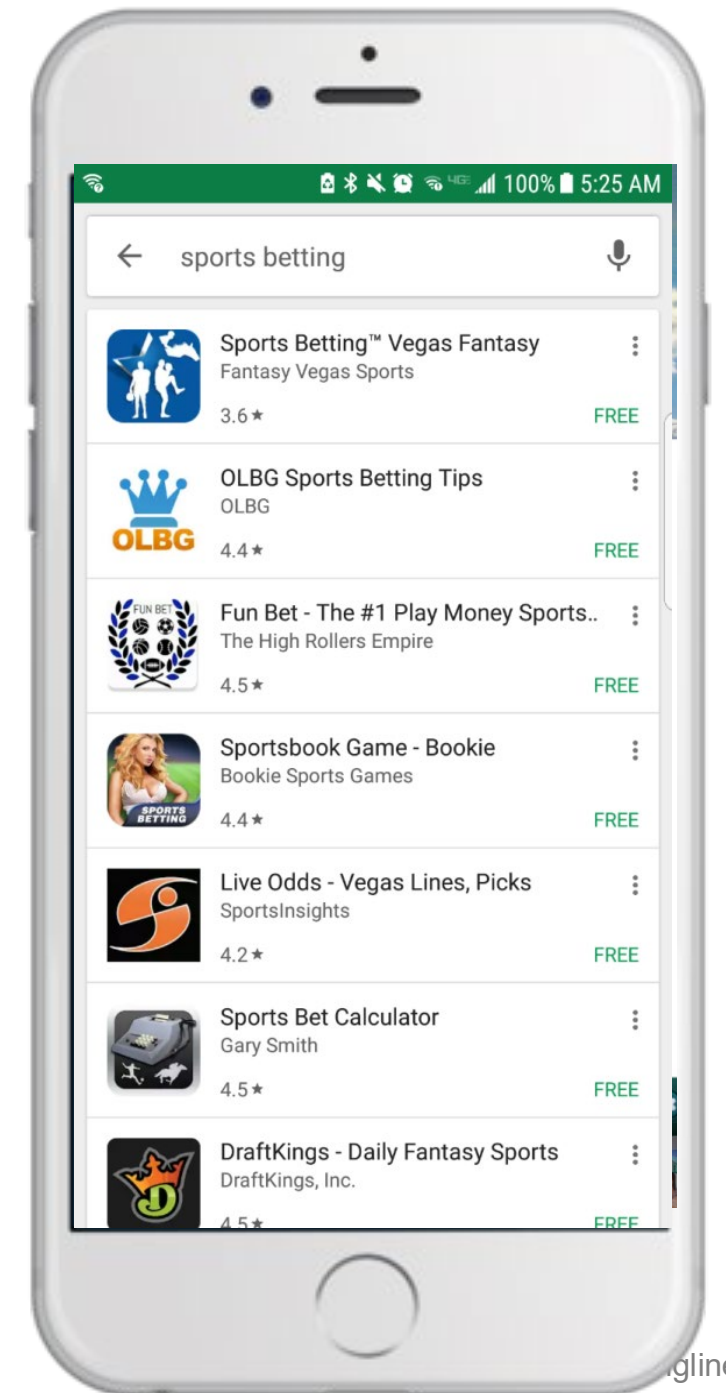 100% 5:25 AM
sports betting
Sports Betting™ Vegas Fantasy
Fantasy Vegas Sports
3.6★ FREE
OLBG
OLBG Sports Betting Tips
OLBG
4.4★ FREE
FUN BET
Fun Bet - The #1 Play Money Sports..
The High Rollers Empire
4.5★ FREE
SPORTS
BETTING
Sportsbook Game - Bookie
Bookie Sports Games
4.4★ FREE
Live Odds - Vegas Lines, Picks
SportsInsights
4.2★ FREE
Sports Bet Calculator
Gary Smith
4.5★ FREE
D
DraftKings - Daily Fantasy Sports
DraftKings, Inc.
4.5★ FREE